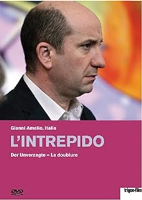 Gianni Amelio, Italia
L'INTREPIDO
Der Unverzagte – La doublure
DVD
trigon-film